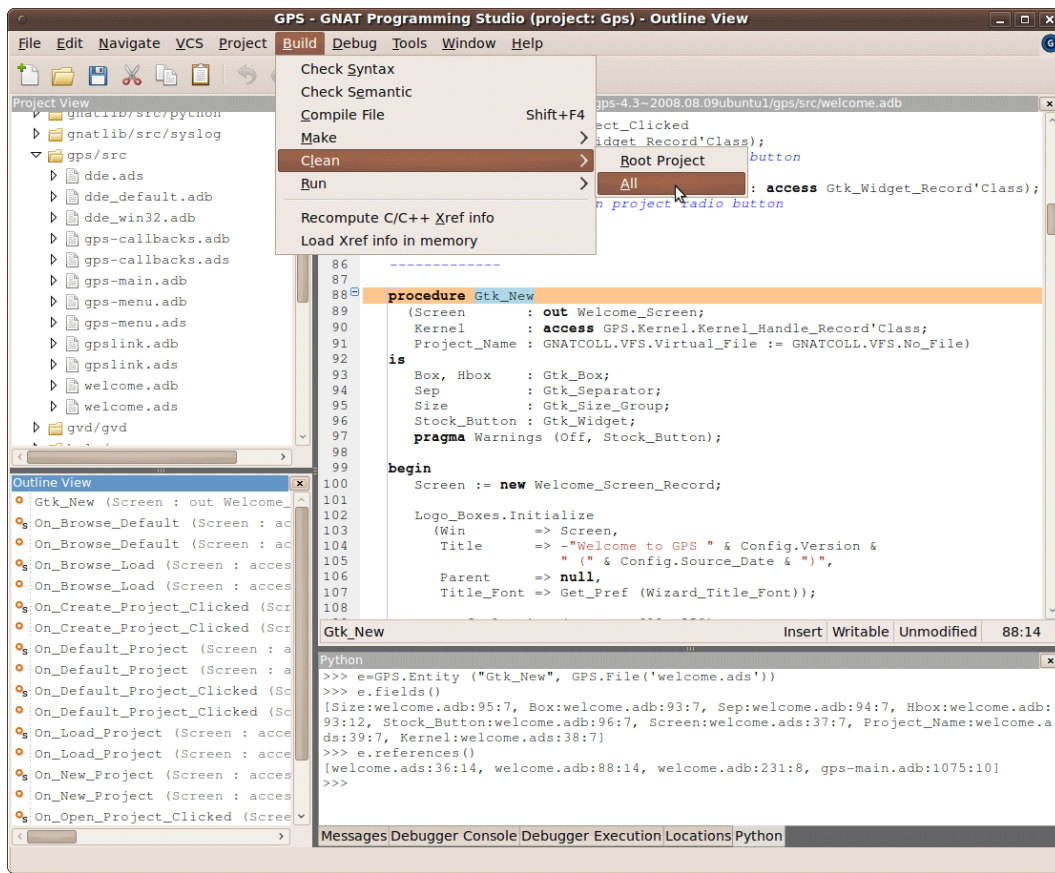 GPS - GNAT Programming Studio (project: Gps) - Outline View
File Edit Navigate VCS Project Build Debug Tools Window Help
Check Syntax
Check Semantic
Compile File Shift+F4
Make
Clean
Run
Recompute C/C++ Xref info
Load Xref info in memory
Root Project
All
Project View
gnatlib/src/python
gnatlib/src/syslog
gps/src
dde.ads
dde_default.adb
dde_win32.adb
gps-callbacks.adb
gps-callbacks.ads
gps-main.adb
gps-menu.adb
gps-menu.ads
gpslink.adb
gpslink.ads
welcome.adb
welcome.ads
gvd/gvd
Outline View
Gtk_New (Screen : out Welcome_
On_Browse_Default (Screen : ac
On_Browse_Default (Screen : ac
On_Browse_Load (Screen : acces
On_Browse_Load (Screen : acces
On_Create_Project_Clicked (Scr
On_Create_Project_Clicked (Scr
On_Default_Project (Screen : a
On_Default_Project (Screen : a
On_Default_Project_Clicked (Sc
On_Default_Project_Clicked (Sc
On_Load_Project (Screen : acce
On_Load_Project (Screen : acce
On_New_Project (Screen : acces
On_New_Project (Screen : acces
On_Open_Project_Clicked (Scree
gps-4.3~2008.08.09ubuntu1/gps/src/welcome.adb
ect_Clicked
idget_Record'Class);
button
: access Gtk_Widget_Record'Class);
n project radio button
86 -------------
87
88 procedure Gtk_New
89 (Screen : out Welcome_Screen;
90 Kernel : access GPS.Kernel.Kernel_Handle_Record'Class;
91 Project_Name : GNATCOLL.VFS.Virtual_File := GNATCOLL.VFS.No_File)
92 is
93 Box, Hbox : Gtk_Box;
94 Sep : Gtk_Separator;
95 Size : Gtk_Size_Group;
96 Stock_Button : Gtk_Widget;
97 pragma Warnings (Off, Stock_Button);
98
99 begin
100 Screen := new Welcome_Screen_Record;
101
102 Logo_Boxes.Initialize
103 (Win => Screen,
104 Title => -"Welcome to GPS " & Config.Version &
105 " (" & Config.Source_Date & ")",
106 Parent => null,
107 Title_Font => Get_Pref (Wizard_Title_Font));
108
Gtk_New Insert Writable Unmodified 88:14
Python
>>> e=GPS.Entity ("Gtk_New", GPS.File('welcome.ads'))
>>> e.fields()
[Size:welcome.adb:95:7, Box:welcome.adb:93:7, Sep:welcome.adb:94:7, Hbox:welcome.adb:
93:12, Stock_Button:welcome.adb:96:7, Screen:welcome.ads:37:7, Project_Name:welcome.a
ds:39:7, Kernel:welcome.ads:38:7]
>>> e.references()
[welcome.ads:36:14, welcome.adb:88:14, welcome.adb:231:8, gps-main.adb:1075:10]
>>>
Messages Debugger Console Debugger Execution Locations Python